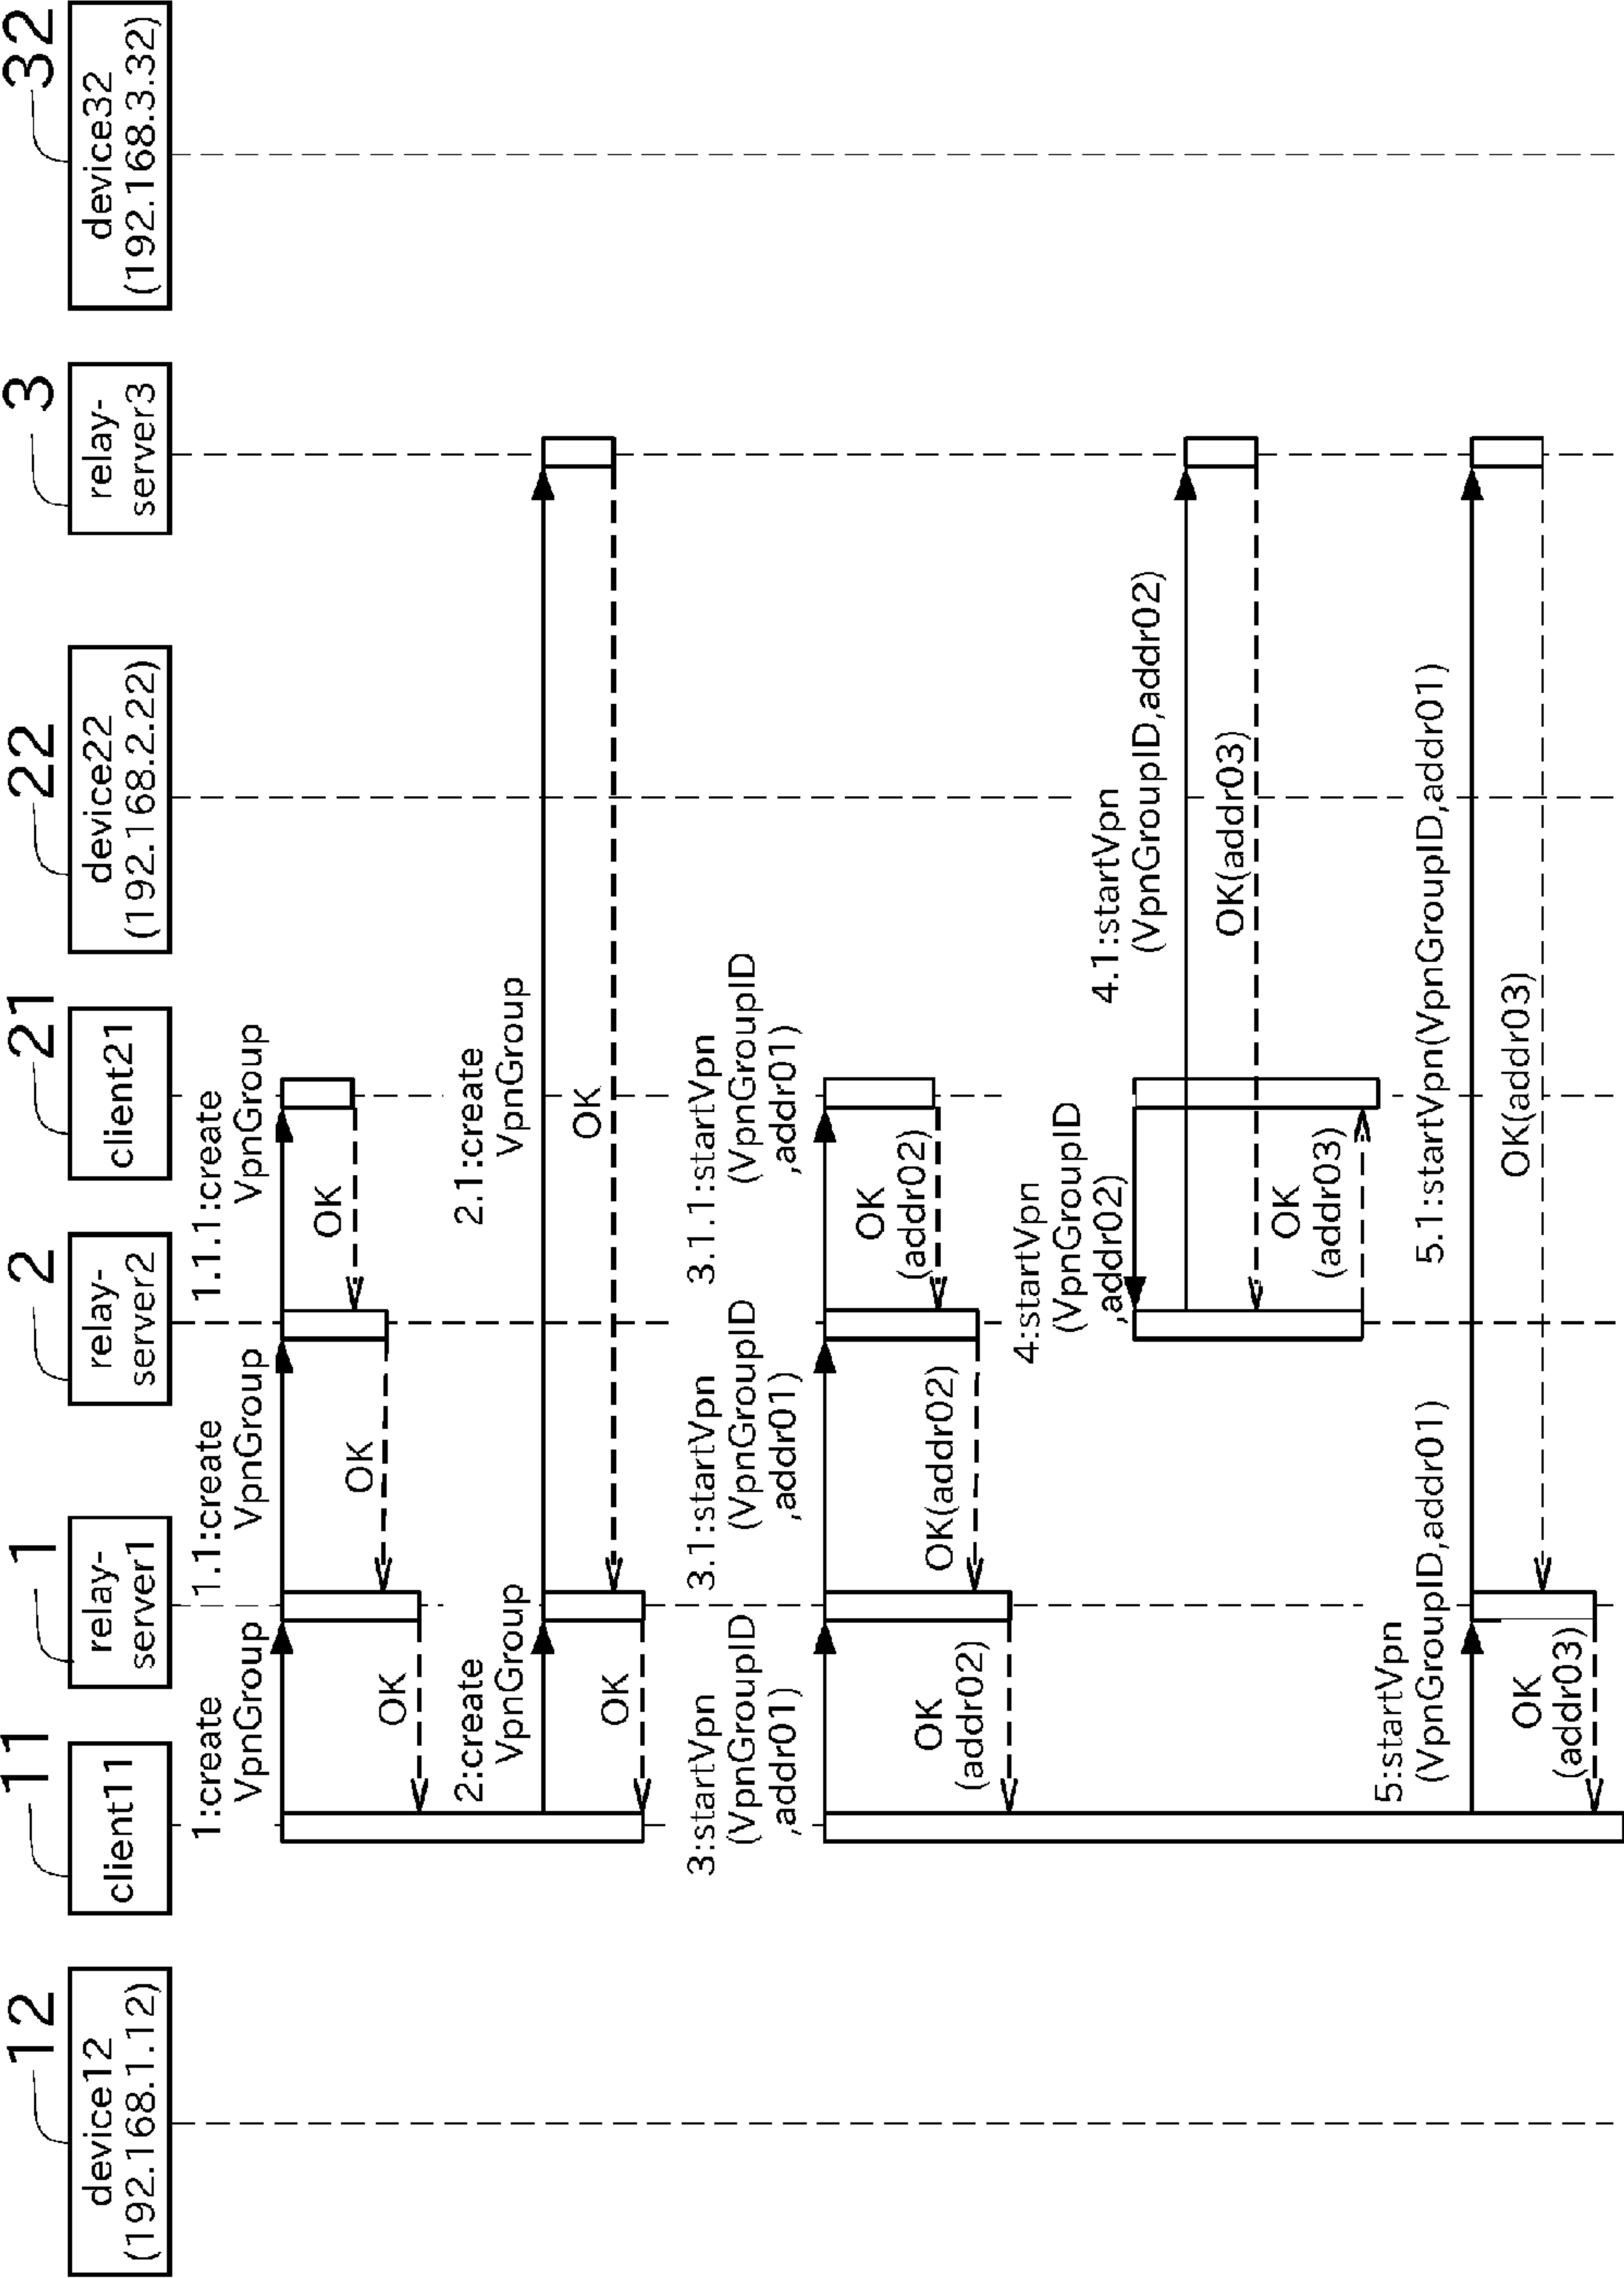 12
11
1
2
21
22
3
32
device12
(192.168.1.12)
client11
relay-
server1
relay-
server2
client21
device22
(192.168.2.22)
relay-
server3
device32
(192.168.3.32)
1:create
VpnGroup
1.1:create
VpnGroup
1.1.1:create
VpnGroup
OK
OK
OK
2:create
VpnGroup
2.1:create
VpnGroup
OK
OK
3:startVpn
(VpnGroupID
,addr01)
3.1:startVpn
(VpnGroupID
,addr01)
3.1.1:startVpn
(VpnGroupID
,addr01)
OK
(addr02)
OK(addr02)
OK
(addr02)
4:startVpn
(VpnGroupID
,addr02)
4.1:startVpn
(VpnGroupID,addr02)
OK(addr03)
OK
(addr03)
5:startVpn
(VpnGroupID,addr01)
5.1:startVpn(VpnGroupID,addr01)
OK(addr03)
OK
(addr03)